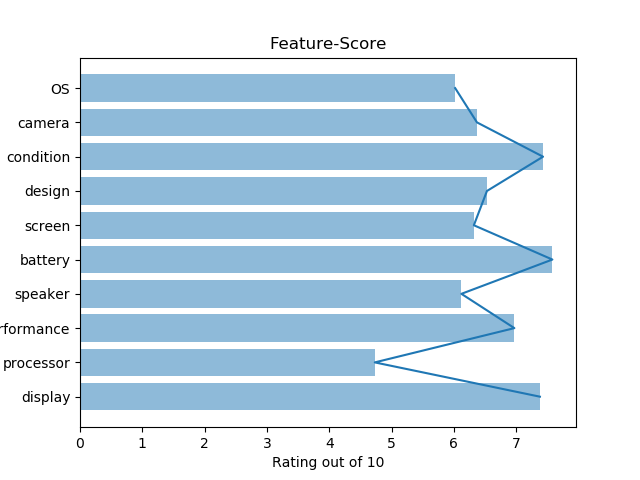 Feature-Score
OS
camera
condition
design
screen
battery
speaker
rformance
processor
display
0 1 2 3 4 5 6 7
Rating out of 10